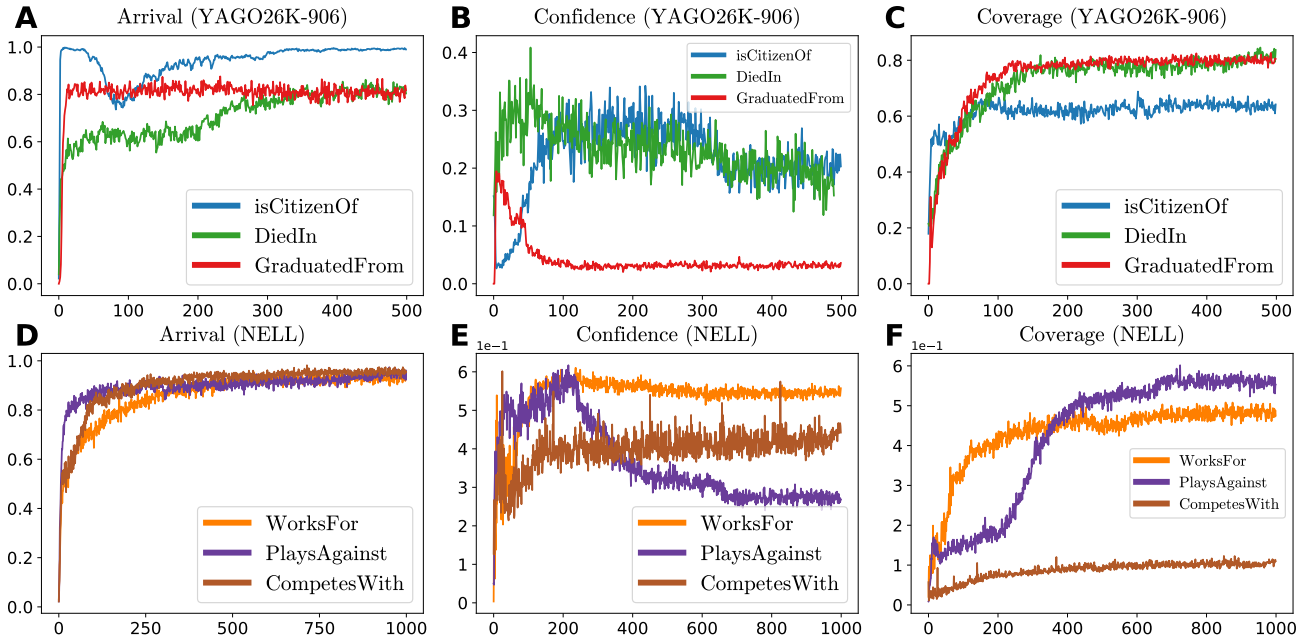 A Arrival (YAGO26K-906)
1.0
0.8
0.6
0.4
0.2
0.0
isCitizenOf
DiedIn
GraduatedFrom
0 100 200 300 400 500
B Confidence (YAGO26K-906)
0.4
0.3
0.2
0.1
0.0
isCitizenOf
DiedIn
GraduatedFrom
0 100 200 300 400 500
C Coverage (YAGO26K-906)
0.8
0.6
0.4
0.2
0.0
isCitizenOf
DiedIn
GraduatedFrom
0 100 200 300 400 500
D Arrival (NELL)
1.0
0.8
0.6
0.4
0.2
0.0
WorksFor
PlaysAgainst
CompetesWith
0 250 500 750 1000
E Confidence (NELL)
1e−1
6
5
4
3
2
1
0
WorksFor
PlaysAgainst
CompetesWith
0 200 400 600 800 1000
F Coverage (NELL)
1e−1
6
5
4
3
2
1
0
WorksFor
PlaysAgainst
CompetesWith
0 200 400 600 800 1000